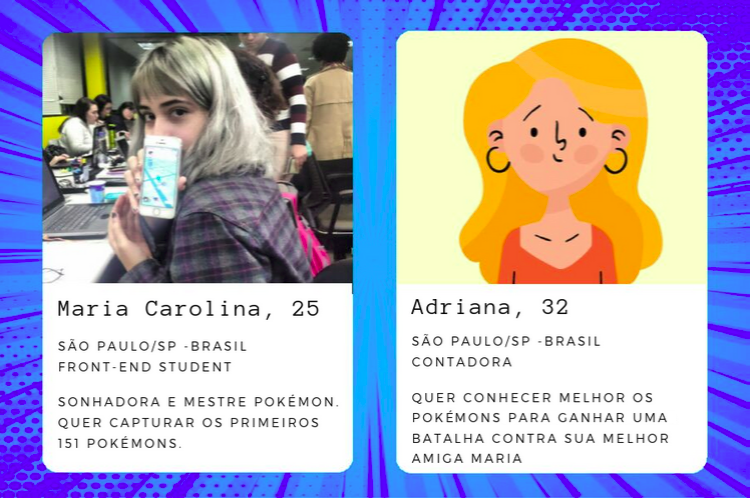 Maria Carolina, 25
SÃO PAULO/SP -BRASIL
FRONT-END STUDENT
SONHADORA E MESTRE POKÉMON.
QUER CAPTURAR OS PRIMEIROS
151 POKÉMONS.
Adriana, 32
SÃO PAULO/SP -BRASIL
CONTADORA
QUER CONHECER MELHOR OS
POKÉMONS PARA GANHAR UMA
BATALHA CONTRA SUA MELHOR
AMIGA MARIA